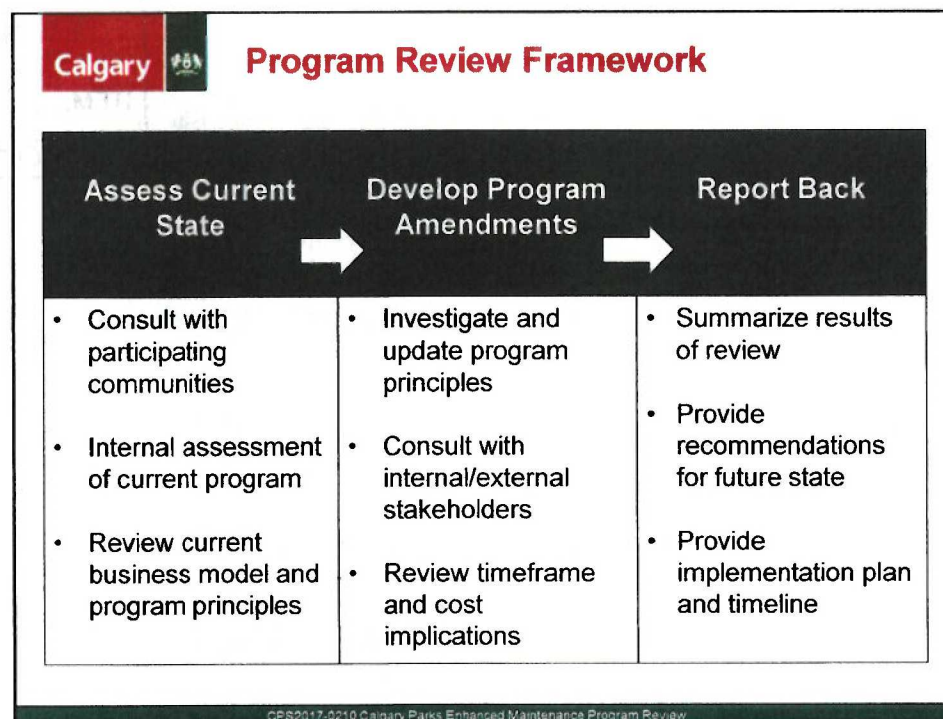 Calgary
Program Review Framework
Assess Current
State
Develop Program
Amendments
Report Back
• Consult with
participating
communities
• Internal assessment
of current program
• Review current
business model and
program principles
• Investigate and
update program
principles
• Consult with
internal/external
stakeholders
• Review timeframe
and cost
implications
• Summarize results
of review
• Provide
recommendations
for future state
• Provide
implementation plan
and timeline
CPS2017-0210 Calgary Parks Enhanced Maintenance Program Review